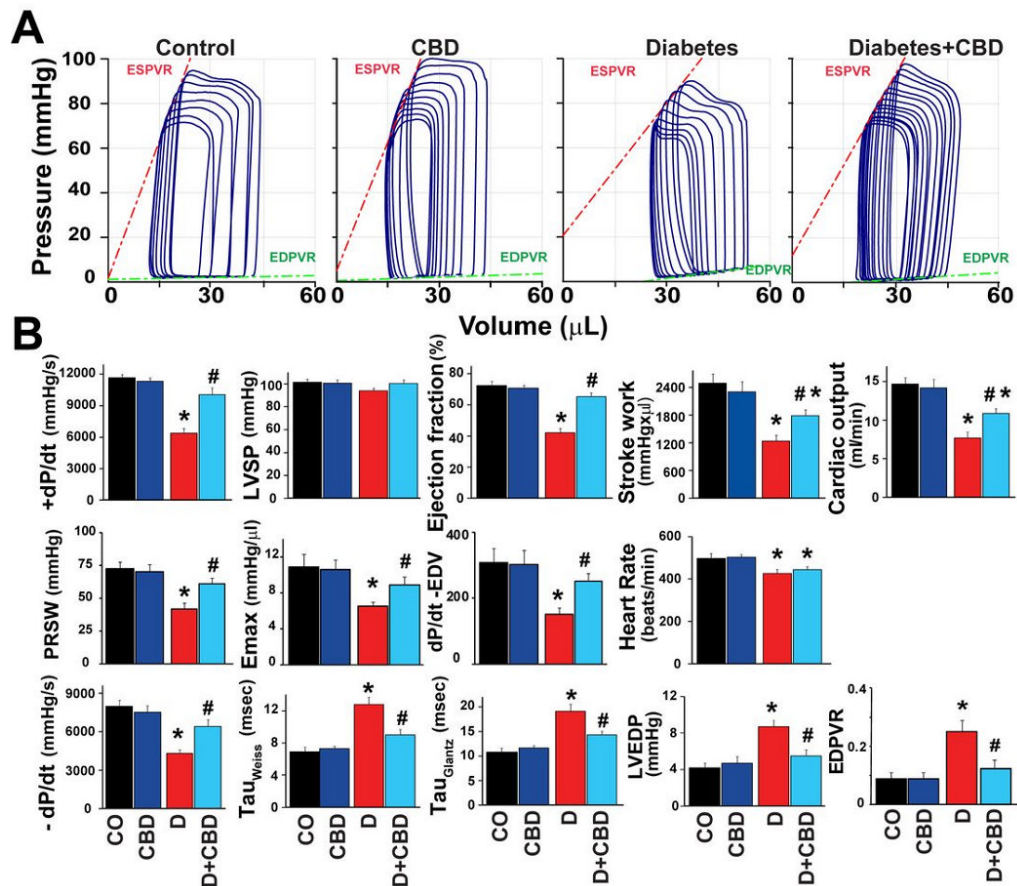 A
Control
CBD
Diabetes
Diabetes+CBD
Pressure (mmHg)
100
80
60
40
20
0
ESPVR
EDPVR
0
30
60
ESPVR
EDPVR
0
30
60
ESPVR
EDPVR
0
30
60
ESPVR
EDPVR
0
30
60
Volume (μL)
B
+dP/dt (mmHg/s)
12000
9000
6000
3000
0
*
#
LVSP (mmHg)
100
80
60
40
20
0
Ejection fraction (%)
80
60
40
20
0
*
#
Stroke work
(mmHgxμl)
3000
2400
1800
1200
600
0
*
# *
Cardiac output
(ml/min)
15
10
5
0
*
# *
PRSW (mmHg)
75
50
25
0
*
#
Emax (mmHg/μl)
12
8
4
0
*
#
dP/dt -EDV
400
200
0
*
#
Heart Rate
(beats/min)
600
400
200
0
*
*
- dP/dt (mmHg/s)
9000
6000
3000
0
*
#
CO
CBD
D
D+CBD
Tau Weiss (msec)
12
8
4
0
*
#
CO
CBD
D
D+CBD
Tau Glantz (msec)
20
15
10
5
0
*
#
CO
CBD
D
D+CBD
LVEDP
(mmHg)
12
8
4
0
*
#
CO
CBD
D
D+CBD
EDPVR
0.4
0.2
0
*
#
CO
CBD
D
D+CBD